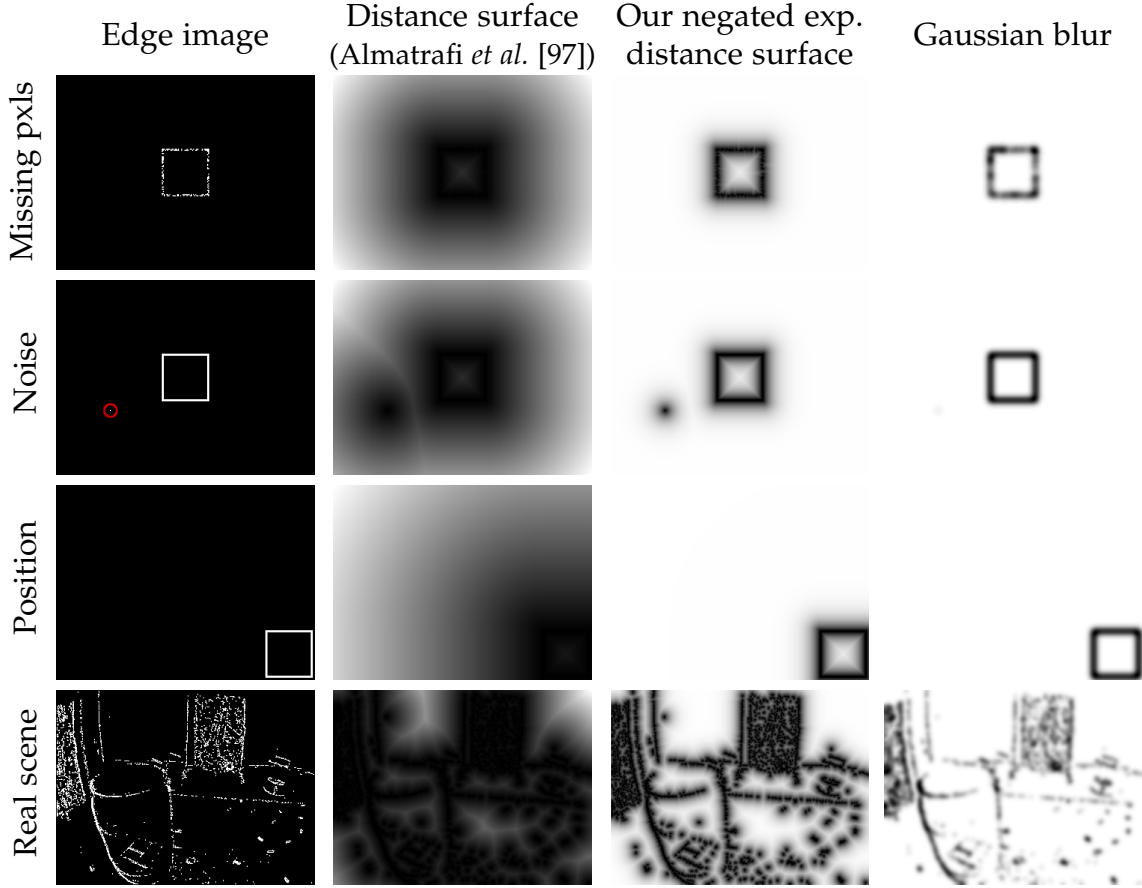 Edge image
Distance surface
(Almatrafi et al. [97])
Our negated exp.
distance surface
Gaussian blur
Missing pxls
Noise
Position
Real scene